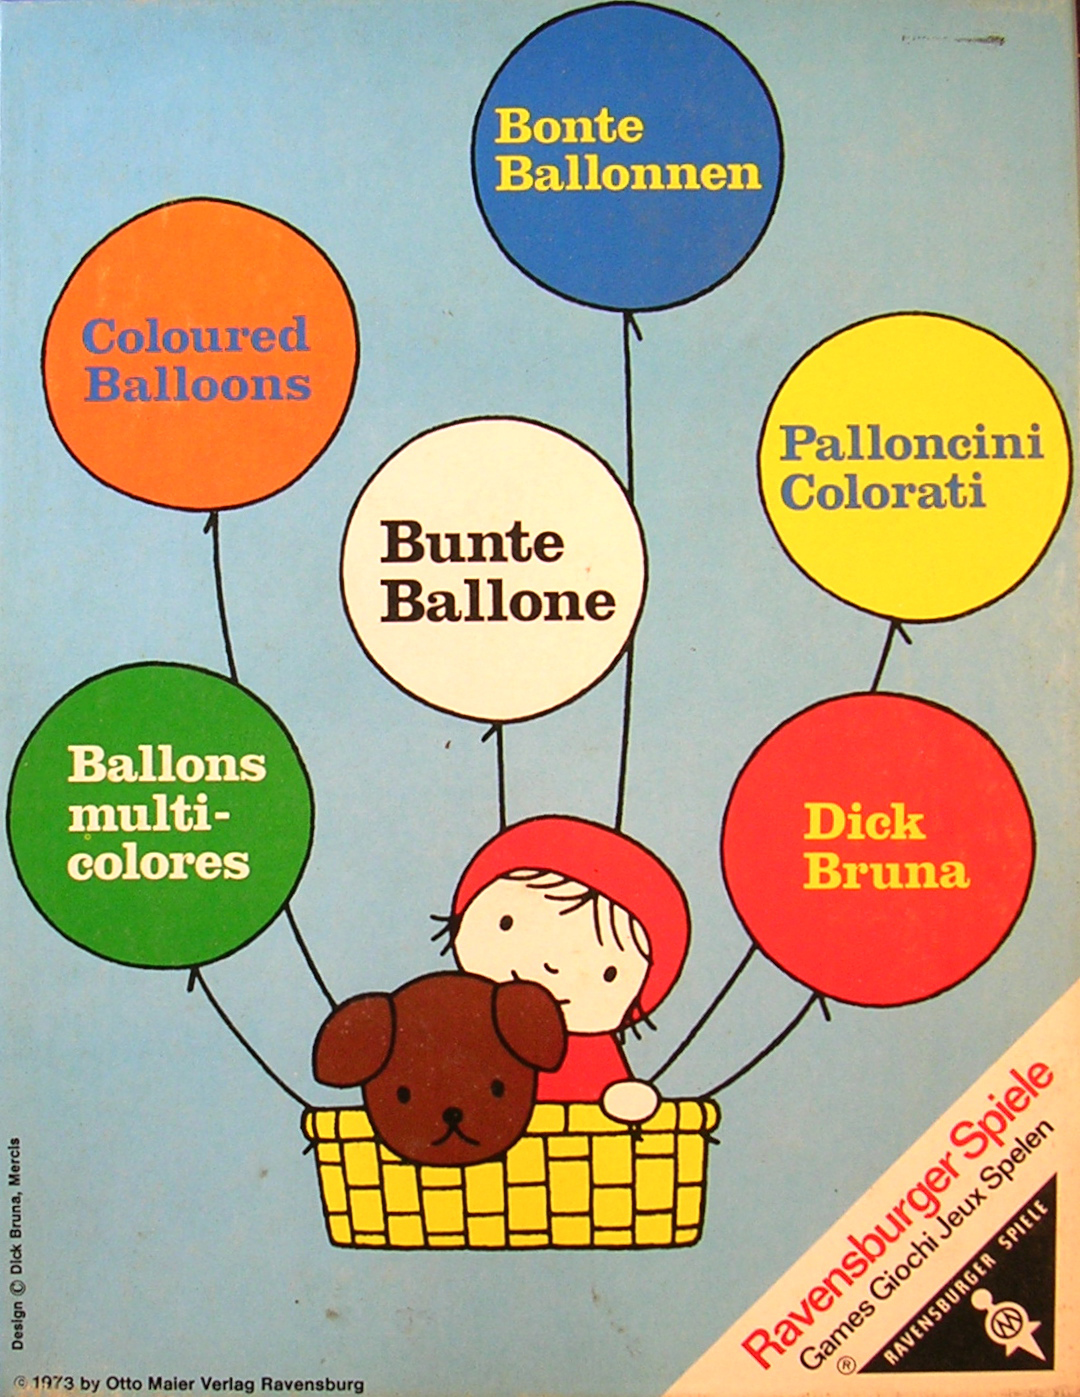 Bonte
Ballonnen
Coloured
Balloons
Palloncini
Colorati
Bunte
Ballone
Ballons
multi-
colores
Dick
Bruna
Ravensburger Spiele
Games Giochi Jeux Spelen
® RAVENSBURGER SPIELE
Design © Dick Bruna, Mercis
© 1973 by Otto Maier Verlag Ravensburg